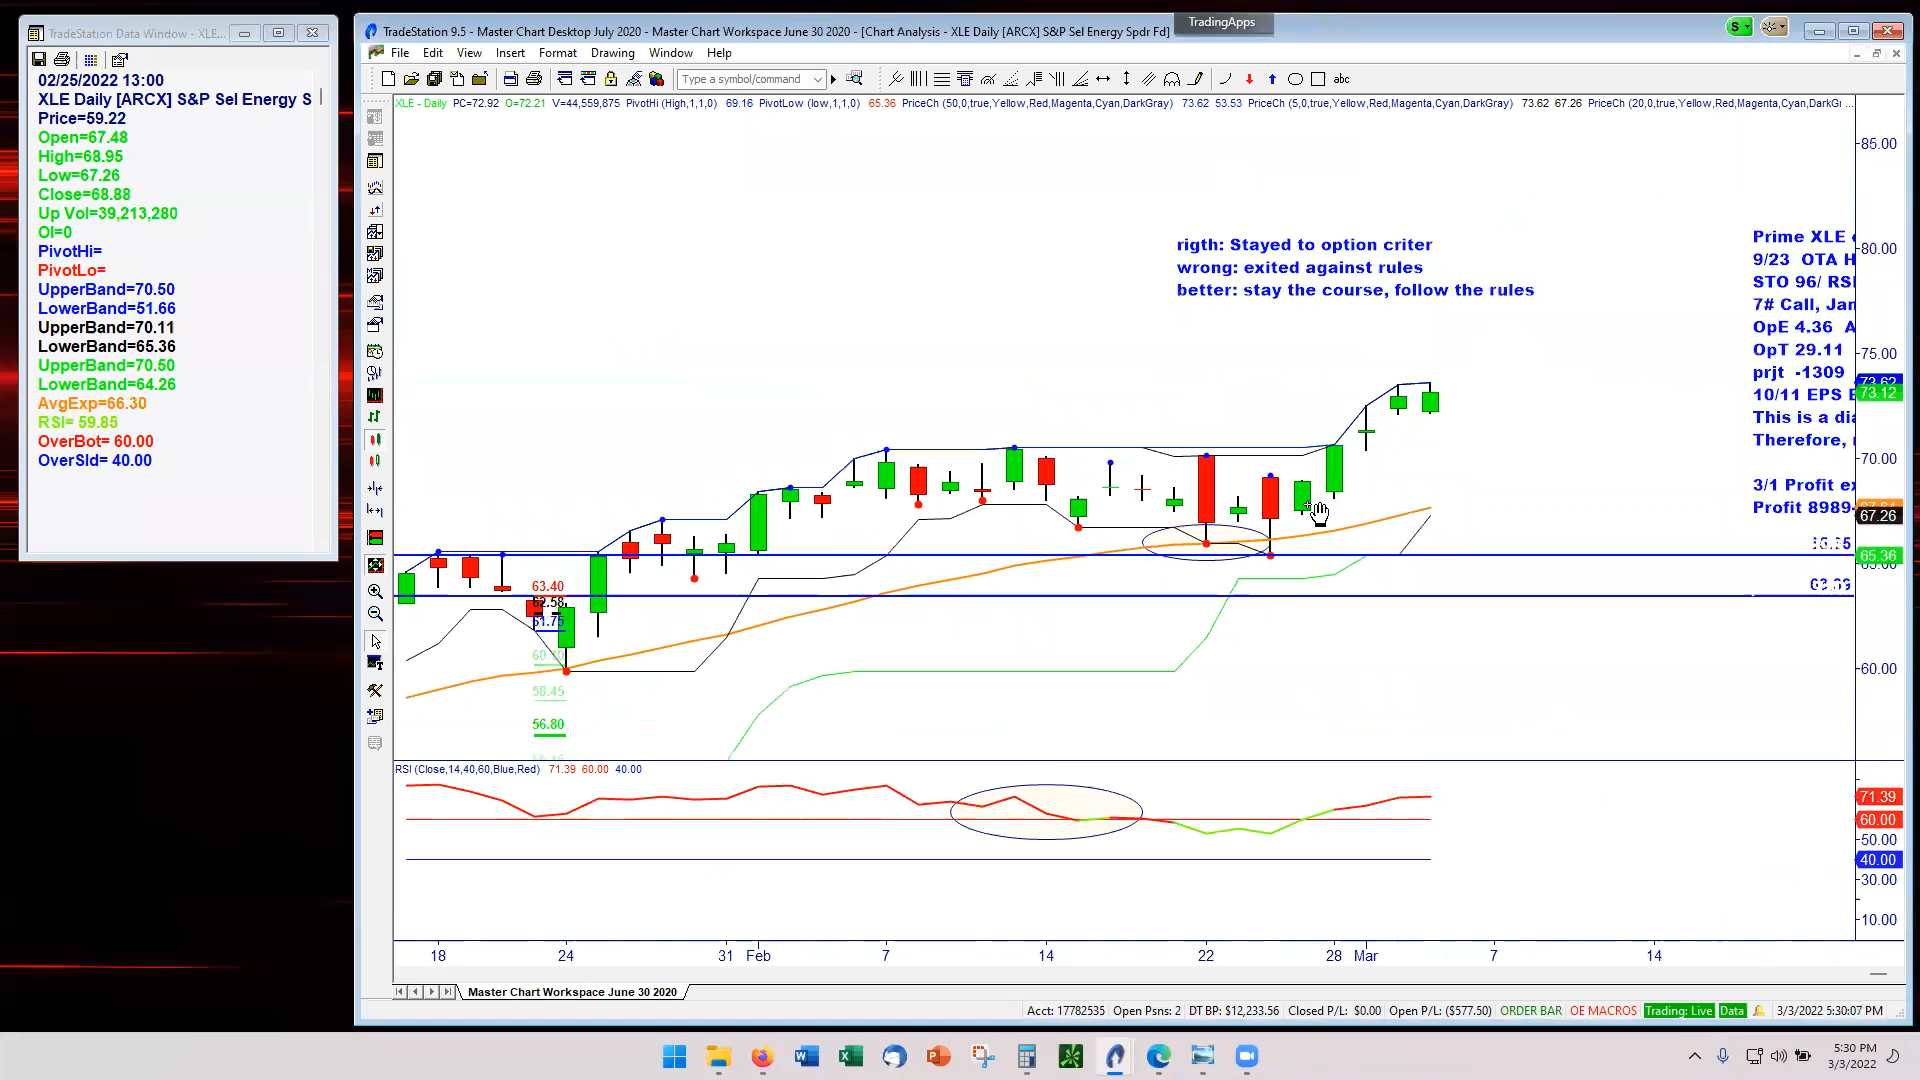 TradingApps
TradeStation Data Window - XLE...
02/25/2022 13:00
XLE Daily [ARCX] S&P Sel Energy S
Price=59.22
Open=67.48
High=68.95
Low=67.26
Close=68.88
Up Vol=39,213,280
OI=0
PivotHi=
PivotLo=
UpperBand=70.50
LowerBand=51.66
UpperBand=70.11
LowerBand=65.36
UpperBand=70.50
LowerBand=64.26
AvgExp=66.30
RSI= 59.85
OverBot= 60.00
OverSld= 40.00
TradeStation 9.5 - Master Chart Desktop July 2020 - Master Chart Workspace June 30 2020 - [Chart Analysis - XLE Daily [ARCX] S&P Sel Energy Spdr Fd]
S
File Edit View Insert Format Drawing Window Help
Type a symbol/command
abc
XLE - Daily PC=72.92 O=72.21 V=44,559,875 PivotHi (High,1,1,0) 69.16 PivotLow (low,1,1,0) 65.36 PriceCh (50,0,true,Yellow,Red,Magenta,Cyan,DarkGray) 73.62 53.53 PriceCh (5,0,true,Yellow,Red,Magenta,Cyan,DarkGray) 73.62 67.26 PriceCh (20,0,true,Yellow,Red,Magenta,Cyan,DarkGr ...
85.00
80.00
75.00
73.12
70.00
67.26
65.36
60.00
rigth: Stayed to option criter
wrong: exited against rules
better: stay the course, follow the rules
Prime XLE
9/23 OTA H
STO 96/ RSI
7# Call, Jan
OpE 4.36 A
OpT 29.11
prjt -1309
10/11 EPS E
This is a dia
Therefore,
3/1 Profit ex
Profit 8989
63.40
62.58
61.75
60.10
58.45
56.80
RSI (Close,14,40,60,Blue,Red) 71.39 60.00 40.00
71.39
60.00
50.00
40.00
30.00
10.00
18 24 31 Feb 7 14 22 28 Mar 7 14
Master Chart Workspace June 30 2020
Acct: 17782535 Open Psns: 2 DT BP: $12,233.56 Closed P/L: $0.00 Open P/L: ($577.50) ORDER BAR OE MACROS Trading: Live Data 3/3/2022 5:30:07 PM
5:30 PM
3/3/2022